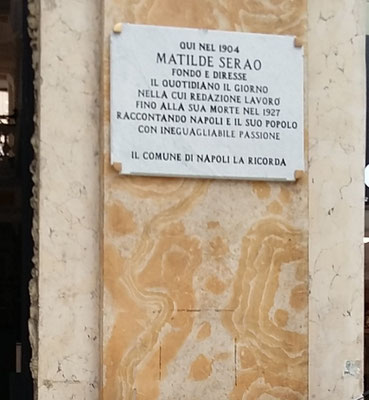 QUI NEL 1904
MATILDE SERAO
FONDO E DIRESSE
IL QUOTIDIANO IL GIORNO
NELLA CUI REDAZIONE LAVORÒ
FINO ALLA SUA MORTE NEL 1927
RACCONTANDO NAPOLI E IL SUO POPOLO
CON INEGUAGLIABILE PASSIONE
IL COMUNE DI NAPOLI LA RICORDA